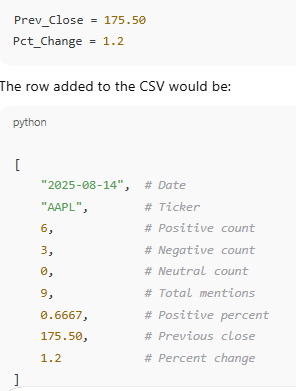 Prev_Close = 175.50
Pct_Change = 1.2
The row added to the CSV would be:
python
[
"2025-08-14", # Date
"AAPL", # Ticker
6, # Positive count
3, # Negative count
0, # Neutral count
9, # Total mentions
0.6667, # Positive percent
175.50, # Previous close
1.2 # Percent change
]